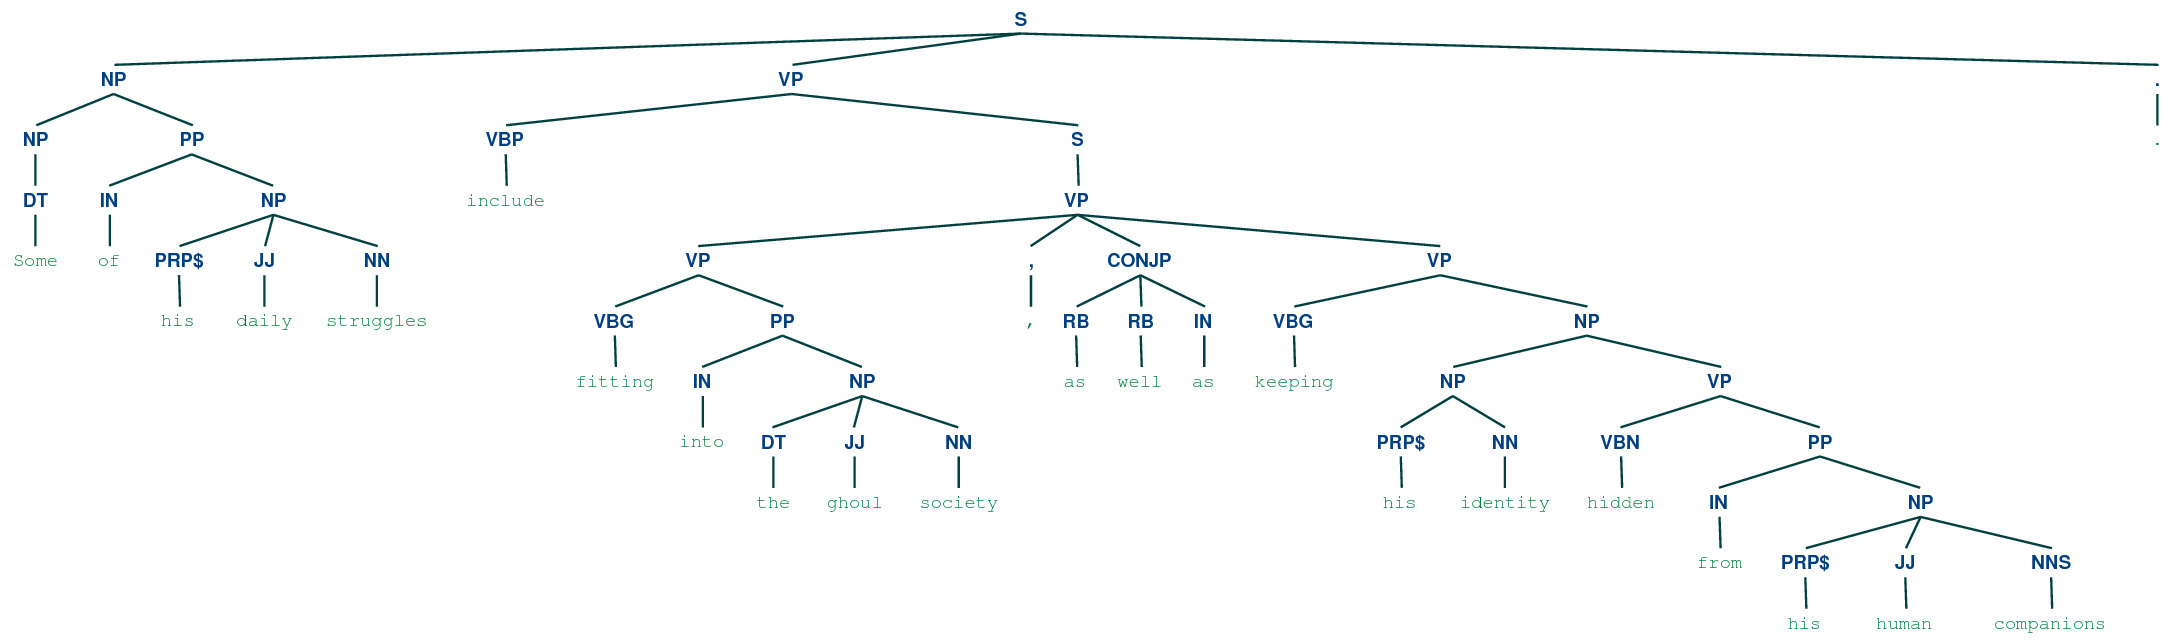 S
NP VP .
NP PP VBP S .
DT IN NP include VP
Some of PRP$ JJ NN VP , CONJP VP
his daily struggles VBG PP , RB RB IN VBG NP
fitting IN NP as well as keeping NP VP
into DT JJ NN PRP$ NN VBN PP
the ghoul society his identity hidden IN NP
from PRP$ JJ NNS
his human companions